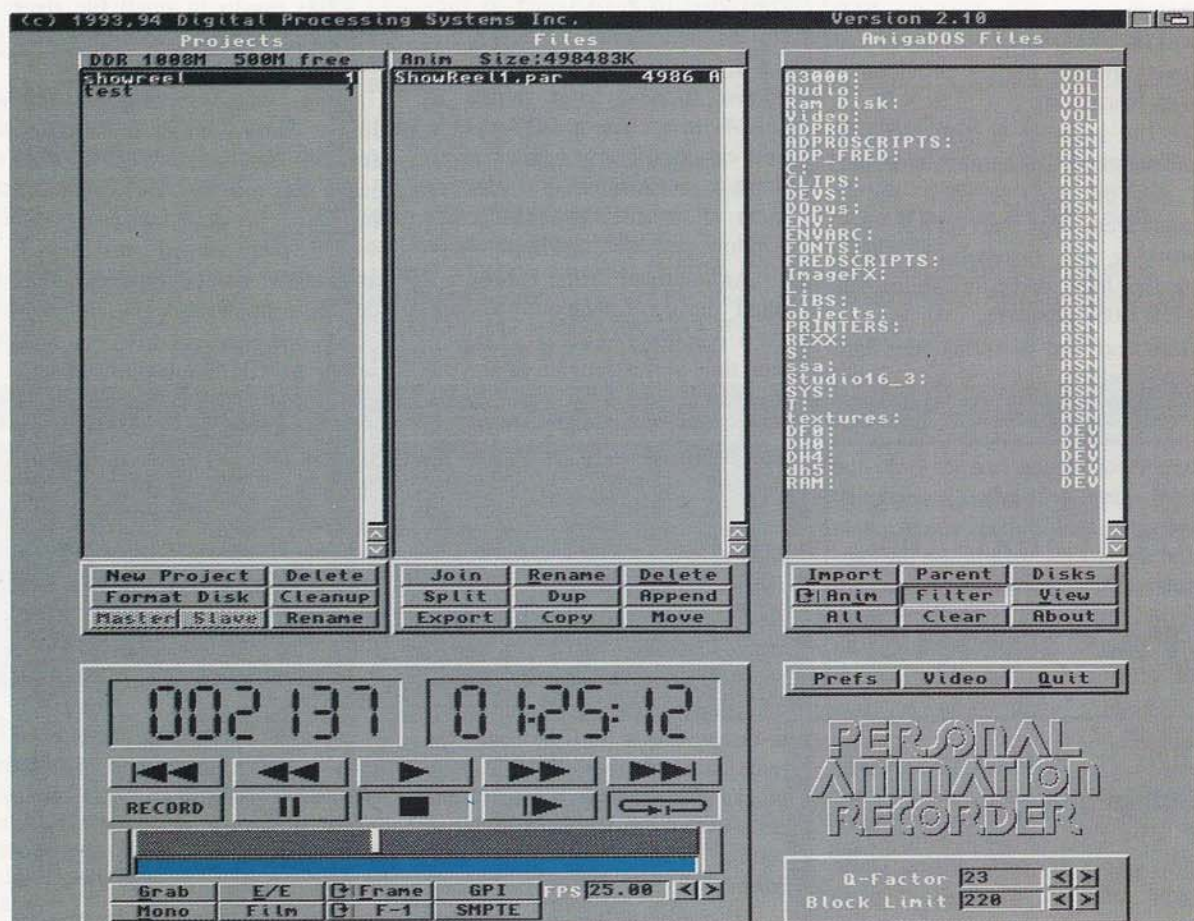 (c) 1993,94 Digital Processing Systems Inc. Version 2.10
Projects
DDR 1008M 500M free
showreel 1
test 1
New Project Delete
Format Disk Cleanup
Master Slave Rename
Files
Anim Size:498483K
ShowReel1.par 4986 A
Join Rename Delete
Split Dup Append
Export Copy Move
AmigaDOS Files
A3000: VOL
Audio: VOL
Ram Disk: VOL
Video: VOL
ADPRO: ASN
ADPROSCRIPTS: ASN
ADP_FRED: ASN
C: ASN
CLIPS: ASN
DEVS: ASN
DOpus: ASN
ENV: ASN
ENVARC: ASN
FONTS: ASN
FREDSCRIPTS: ASN
ImageFX: ASN
L: ASN
LIBS: ASN
objects: ASN
PRINTERS: ASN
REXX: ASN
S: ASN
ssa: ASN
Studio16_3: ASN
SYS: ASN
T: ASN
textures: ASN
DF0: DEV
DH0: DEV
DH4: DEV
dh5: DEV
RAM: DEV
Import Parent Disks
Anim Filter View
All Clear About
002137 01:25:12
RECORD
Grab E/E Frame GPI FPS 25.00
Mono Film F-1 SMPTE
Prefs Video Quit
PERSONAL
ANIMATION
RECORDER
Q-Factor 23
Block Limit 220